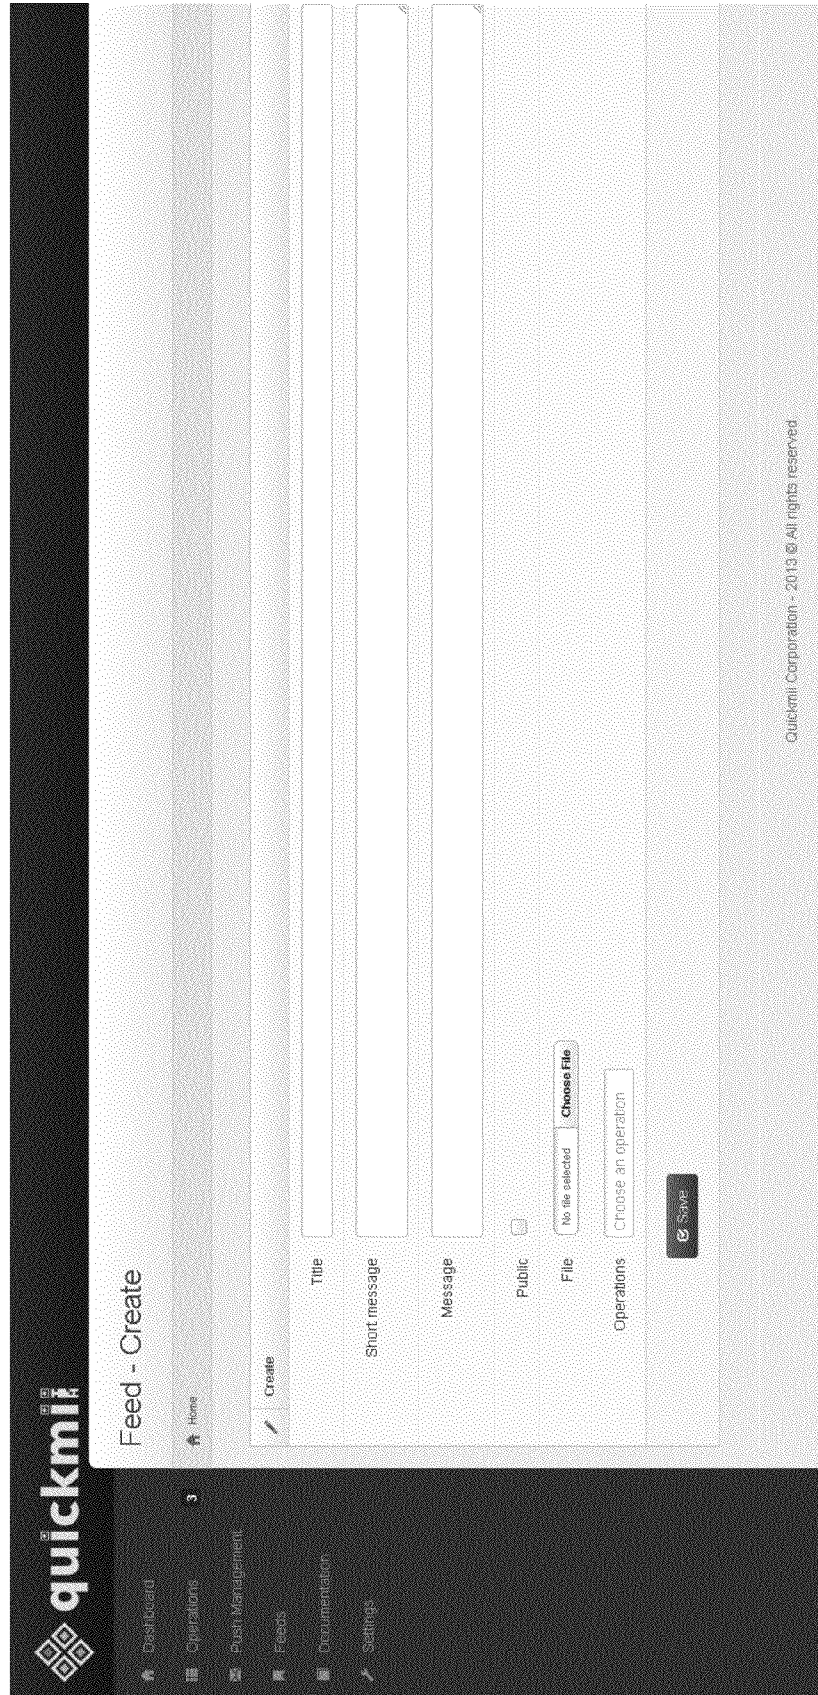 quickmii
Dashboard
Operations 3
Push Management
Feeds
Documentation
Settings
Feed - Create
Home
Create
Title
Short message
Message
Public
File No file selected Choose File
Operations Choose an operation
Save
Quickmii Corporation - 2013 © All rights reserved